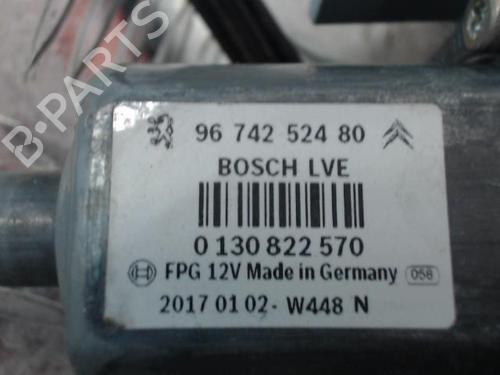 B-PARTS
96 742 524 80
BOSCH LVE
0 130 822 570
FPG 12V Made in Germany 058
2017 01 02 - W448 N